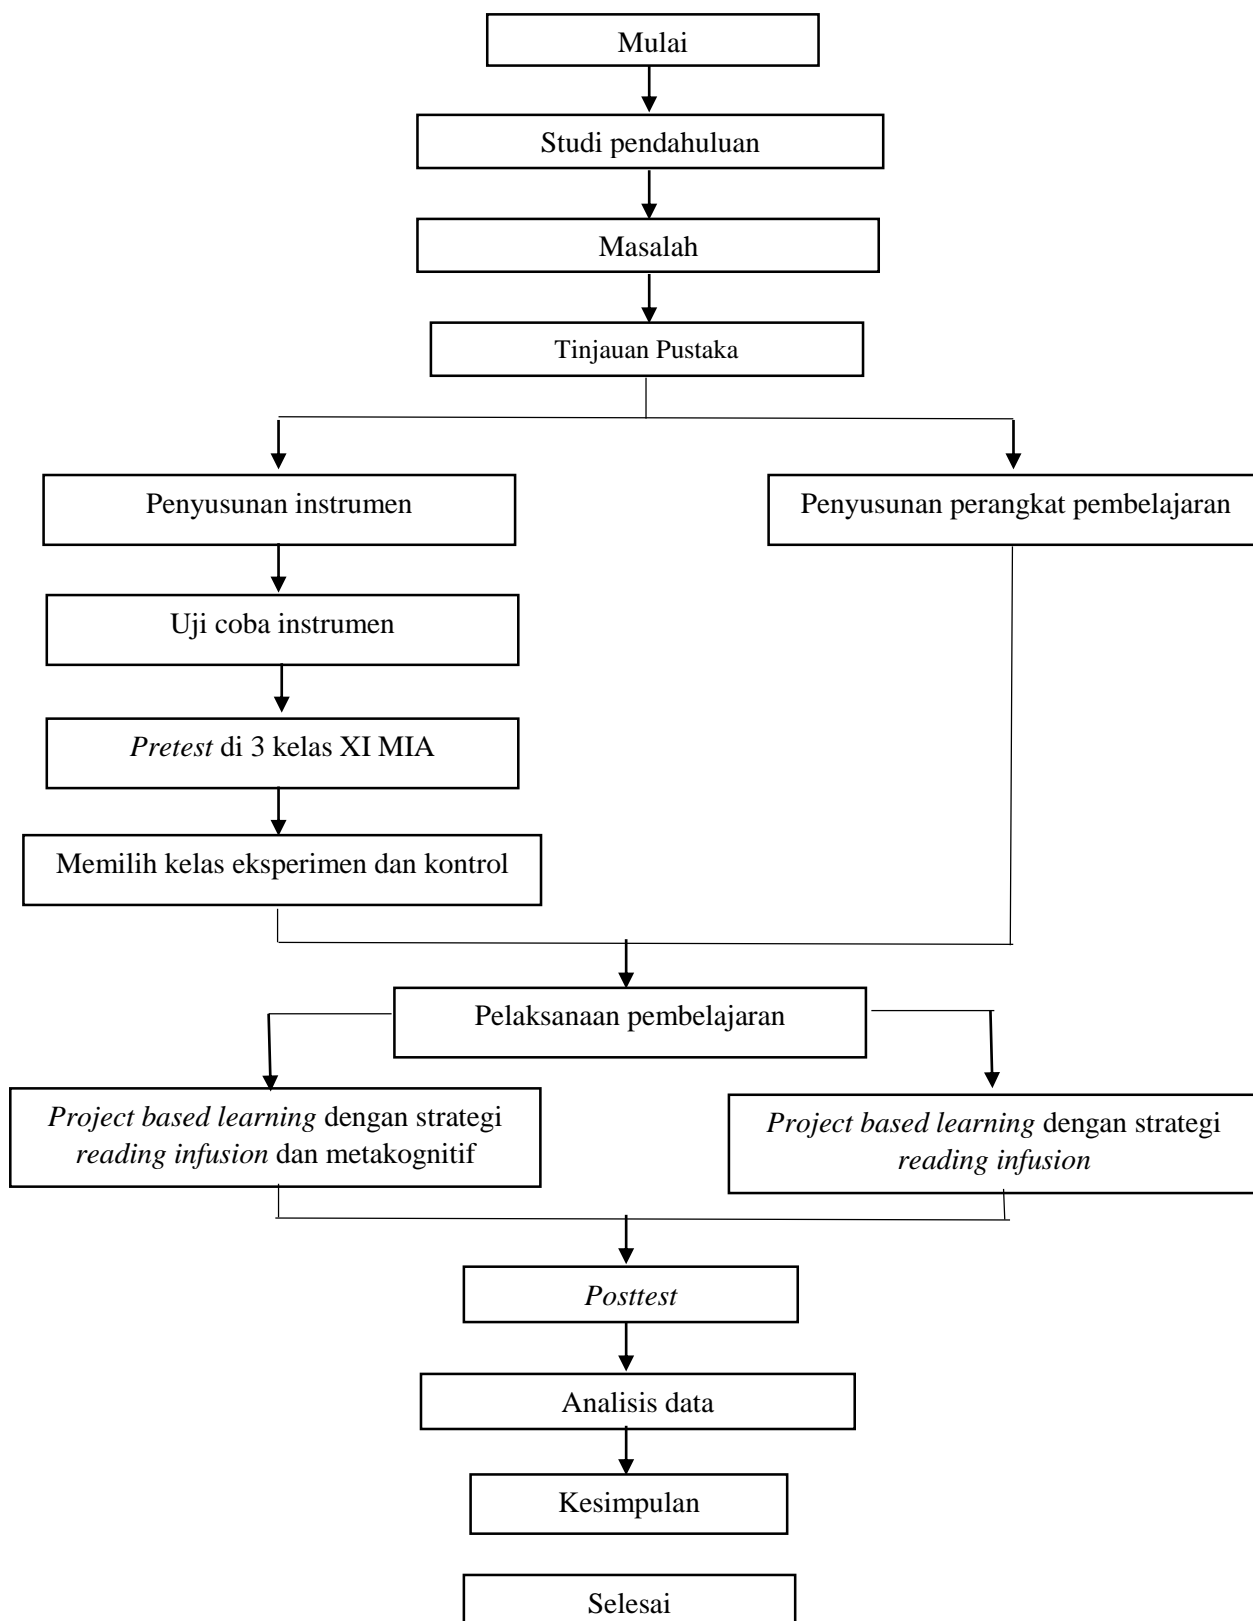 Mulai
Studi pendahuluan
Masalah
Tinjauan Pustaka
Penyusunan instrumen
Penyusunan perangkat pembelajaran
Uji coba instrumen
Pretest di 3 kelas XI MIA
Memilih kelas eksperimen dan kontrol
Pelaksanaan pembelajaran
Project based learning dengan strategi
reading infusion dan metakognitif
Project based learning dengan strategi
reading infusion
Posttest
Analisis data
Kesimpulan
Selesai